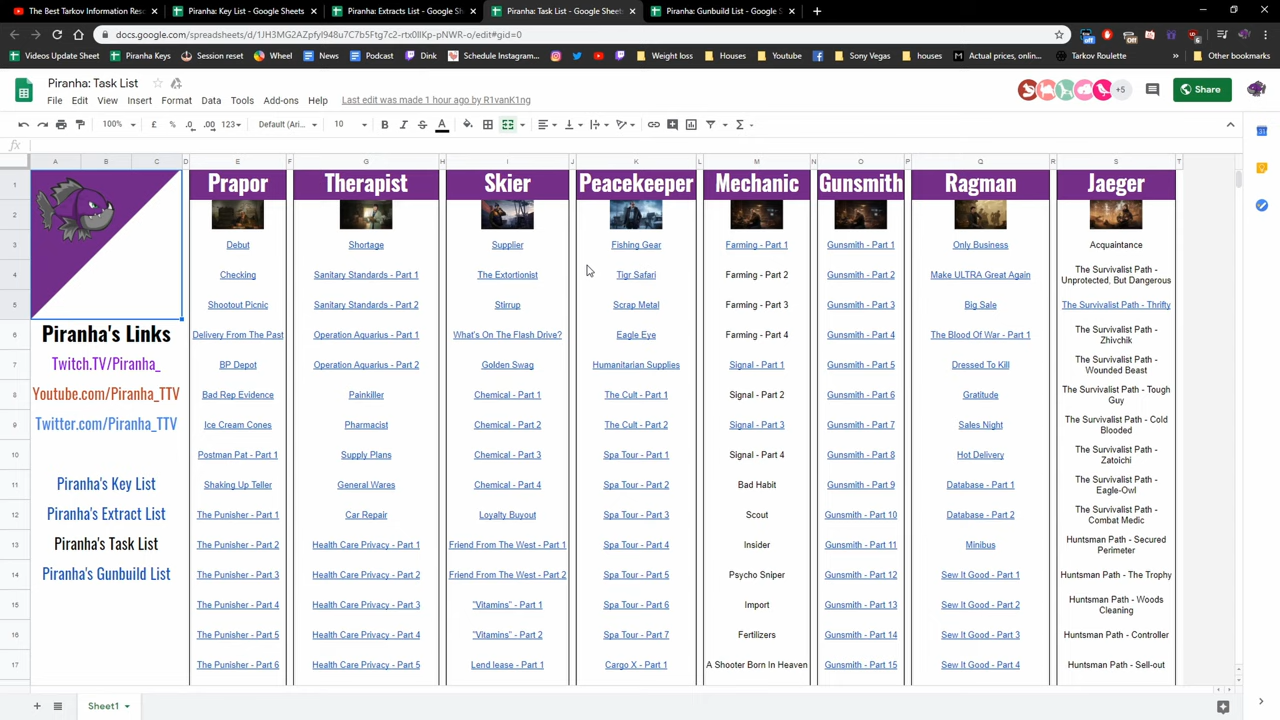 The Best Tarkov Information Res
Piranha: Key List - Google Sheets
Piranha: Extracts List - Google Sh
Piranha: Task List - Google Sheets
Piranha: Gunbuild List - Google S
docs.google.com/spreadsheets/d/1JH3MG2AZpfyI948u7C7b5Ftg7c2-rtx0IIKp-pNWR-o/edit#gid=0
Videos Update Sheet
Piranha Keys
Session reset
Wheel
News
Podcast
Dink
Schedule Instagram...
Weight loss
Houses
Youtube
Sony Vegas
houses
Actual prices, onlin...
Tarkov Roulette
Other bookmarks
Piranha: Task List
+5
Share
File Edit View Insert Format Data Tools Add-ons Help Last edit was made 1 hour ago by R1vanK1ng
100% £ % .0 .00 123 Default (Ari... 10 B I S A
fx
A B C D E F G H I J K L M N O P Q R S T
1 Prapor Therapist Skier Peacekeeper Mechanic Gunsmith Ragman Jaeger
2
3 Debut Shortage Supplier Fishing Gear Farming - Part 1 Gunsmith - Part 1 Only Business Acquaintance
4 Checking Sanitary Standards - Part 1 The Extortionist Tigr Safari Farming - Part 2 Gunsmith - Part 2 Make ULTRA Great Again The Survivalist Path -
Unprotected, But Dangerous
5 Shootout Picnic Sanitary Standards - Part 2 Stirrup Scrap Metal Farming - Part 3 Gunsmith - Part 3 Big Sale The Survivalist Path - Thrifty
6 Piranha's Links Delivery From The Past Operation Aquarius - Part 1 What's On The Flash Drive? Eagle Eye Farming - Part 4 Gunsmith - Part 4 The Blood Of War - Part 1 The Survivalist Path -
Zhivchik
7 Twitch.TV/Piranha_ BP Depot Operation Aquarius - Part 2 Golden Swag Humanitarian Supplies Signal - Part 1 Gunsmith - Part 5 Dressed To Kill The Survivalist Path -
Wounded Beast
8 Youtube.com/Piranha_TTV Bad Rep Evidence Painkiller Chemical - Part 1 The Cult - Part 1 Signal - Part 2 Gunsmith - Part 6 Gratitude The Survivalist Path - Tough
Guy
9 Twitter.com/Piranha_TTV Ice Cream Cones Pharmacist Chemical - Part 2 The Cult - Part 2 Signal - Part 3 Gunsmith - Part 7 Sales Night The Survivalist Path - Cold
Blooded
10 Postman Pat - Part 1 Supply Plans Chemical - Part 3 Spa Tour - Part 1 Signal - Part 4 Gunsmith - Part 8 Hot Delivery The Survivalist Path -
Zatoichi
11 Piranha's Key List Shaking Up Teller General Wares Chemical - Part 4 Spa Tour - Part 2 Bad Habit Gunsmith - Part 9 Database - Part 1 The Survivalist Path -
Eagle-Owl
12 Piranha's Extract List The Punisher - Part 1 Car Repair Loyalty Buyout Spa Tour - Part 3 Scout Gunsmith - Part 10 Database - Part 2 The Survivalist Path -
Combat Medic
13 Piranha's Task List The Punisher - Part 2 Health Care Privacy - Part 1 Friend From The West - Part 1 Spa Tour - Part 4 Insider Gunsmith - Part 11 Minibus Huntsman Path - Secured
Perimeter
14 Piranha's Gunbuild List The Punisher - Part 3 Health Care Privacy - Part 2 Friend From The West - Part 2 Spa Tour - Part 5 Psycho Sniper Gunsmith - Part 12 Sew It Good - Part 1 Huntsman Path - The Trophy
15 The Punisher - Part 4 Health Care Privacy - Part 3 "Vitamins" - Part 1 Spa Tour - Part 6 Import Gunsmith - Part 13 Sew It Good - Part 2 Huntsman Path - Woods
Cleaning
16 The Punisher - Part 5 Health Care Privacy - Part 4 "Vitamins" - Part 2 Spa Tour - Part 7 Fertilizers Gunsmith - Part 14 Sew It Good - Part 3 Huntsman Path - Controller
17 The Punisher - Part 6 Health Care Privacy - Part 5 Lend lease - Part 1 Cargo X - Part 1 A Shooter Born In Heaven Gunsmith - Part 15 Sew It Good - Part 4 Huntsman Path - Sell-out
Sheet1